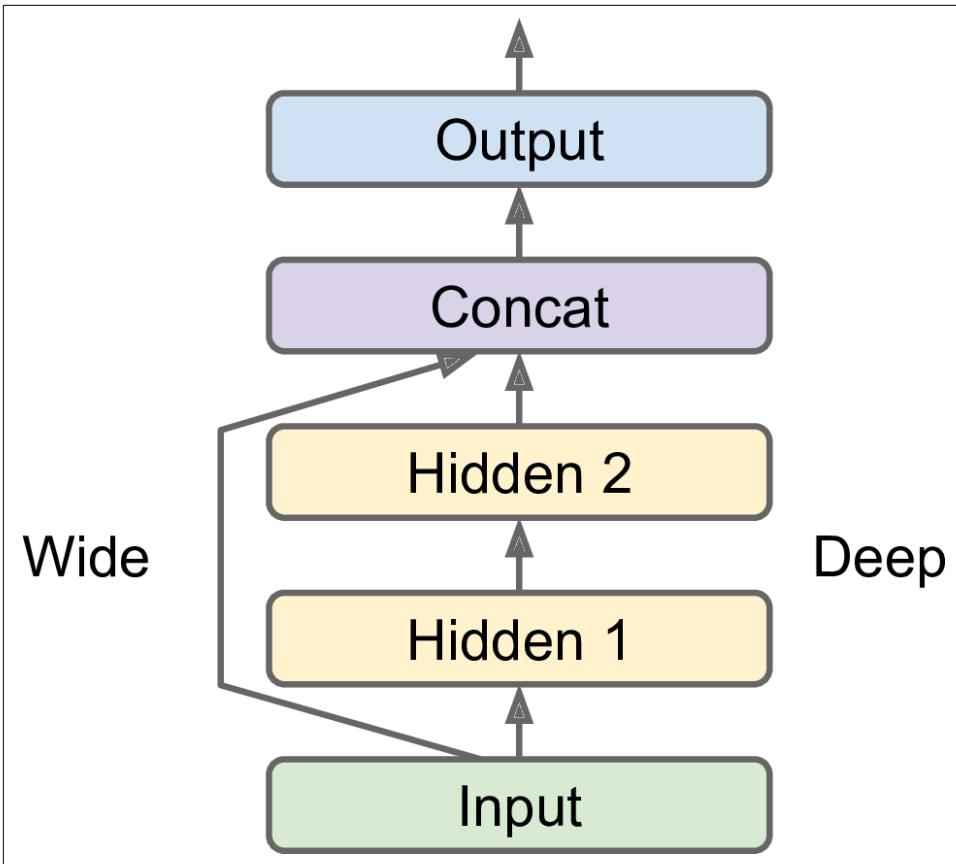 Output
Concat
Hidden 2
Wide
Deep
Hidden 1
Input